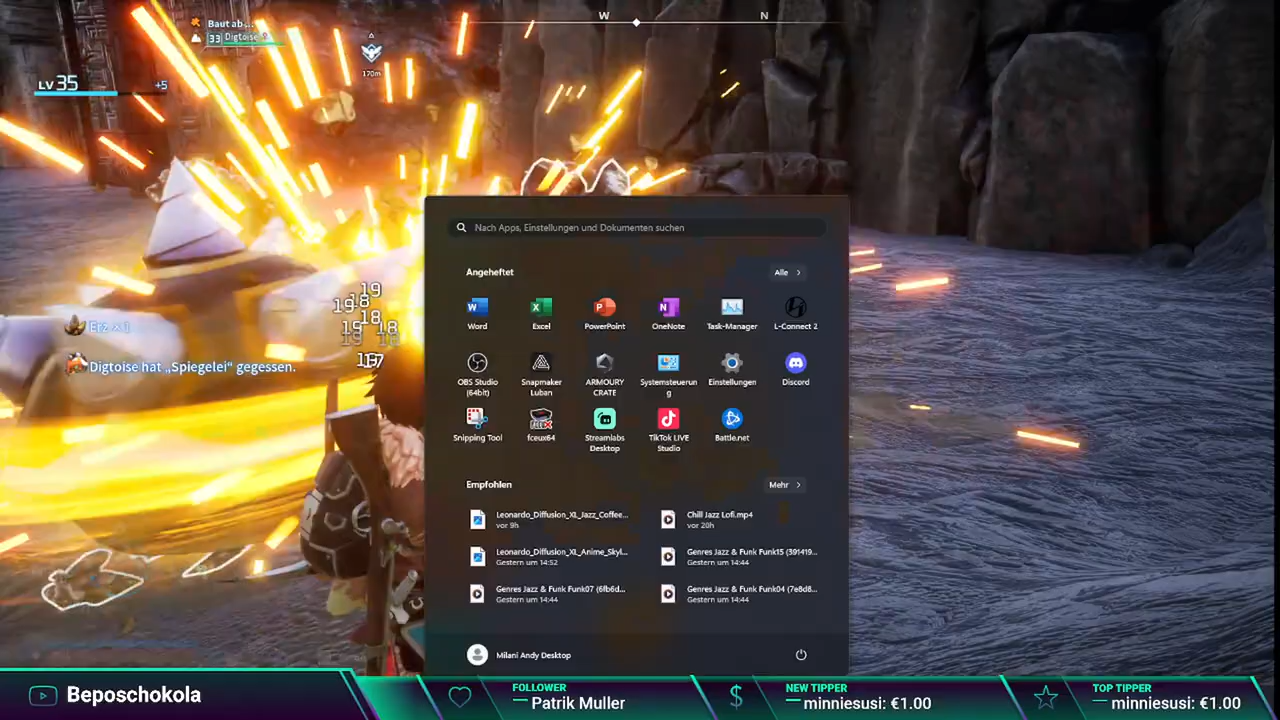 W
N
Baut ab ...
33 Digtoise
170m
LV 35
+5
Nach Apps, Einstellungen und Dokumenten suchen
Angeheftet
Alle
Word
Excel
PowerPoint
OneNote
Task-Manager
L-Connect 2
OBS Studio
(64bit)
Snapmaker
Luban
ARMOURY
CRATE
Systemsteuerun
g
Einstellungen
Discord
Snipping Tool
fceux64
Streamlabs
Desktop
TikTok LIVE
Studio
Battle.net
19
19
18
18
19
18
19
18
Erz × 1
Digtoise hat „Spiegelei“ gegessen.
Empfohlen
Mehr
Leonardo_Diffusion_XL_Jazz_Coffee...
vor 9h
Chill Jazz Lofi.mp4
vor 20h
Leonardo_Diffusion_XL_Anime_Skyl...
Gestern um 14:52
Genres Jazz & Funk Funk15 (391419...
Gestern um 14:44
Genres Jazz & Funk Funk07 (6fb6d...
Gestern um 14:44
Genres Jazz & Funk Funk04 (7e8d8...
Gestern um 14:44
Milani Andy Desktop
Beposchokola
FOLLOWER
Patrik Muller
NEW TIPPER
minniesusi: €1.00
TOP TIPPER
minniesusi: €1.00